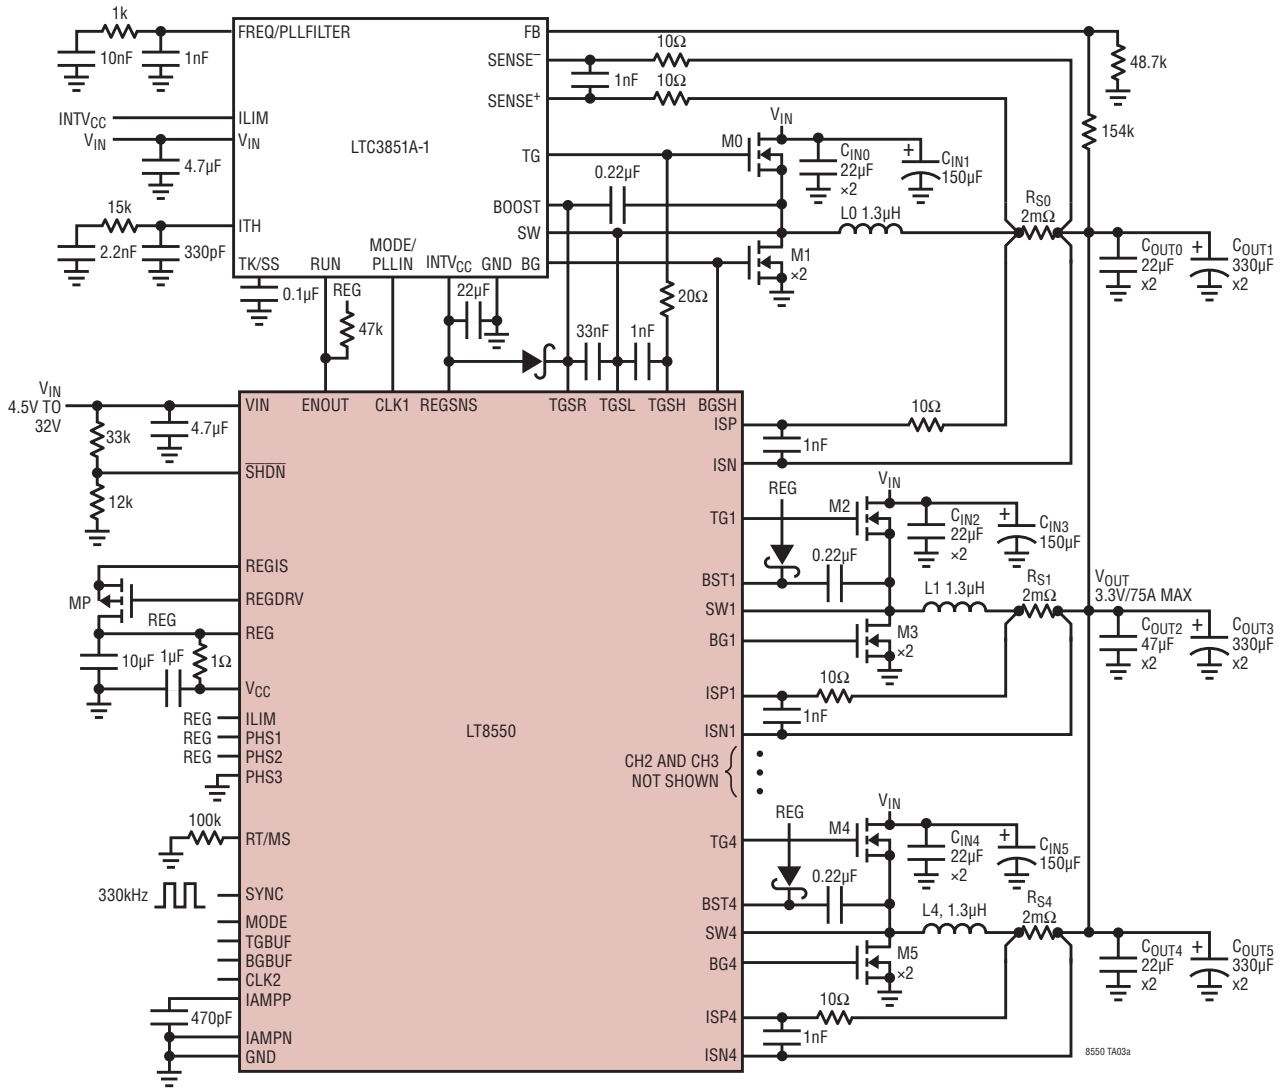 1k
FREQ/PLLFILTER
10nF
1nF
INTVCC
ILIM
VIN
VIN
4.7µF
LTC3851A-1
15k
ITH
2.2nF
330pF
MODE/
PLLIN
TK/SS
RUN
INTVCC
GND
BG
FB
SENSE–
SENSE+
TG
BOOST
SW
0.1µF
REG
47k
22µF
10Ω
1nF
10Ω
48.7k
154k
VIN
M0
CIN0
22µF
×2
+
CIN1
150µF
0.22µF
L0 1.3µH
RS0
2mΩ
M1
×2
COUT0
22µF
x2
+
COUT1
330µF
x2
20Ω
33nF
1nF
VIN
4.5V TO
32V
33k
4.7µF
12k
VIN
ENOUT
CLK1
REGSNS
TGSR
TGSL
TGSH
BGSH
SHDN
REGIS
MP
REGDRV
REG
REG
10µF
1µF
1Ω
VCC
REG
ILIM
REG
PHS1
REG
PHS2
PHS3
100k
RT/MS
330kHz
SYNC
MODE
TGBUF
BGBUF
CLK2
IAMPP
470pF
IAMPN
GND
LT8550
ISP
10Ω
1nF
ISN
REG
VIN
TG1
M2
CIN2
22µF
×2
+
CIN3
150µF
0.22µF
BST1
SW1
L1 1.3µH
RS1
2mΩ
VOUT
3.3V/75A MAX
BG1
M3
×2
COUT2
47µF
x2
+
COUT3
330µF
x2
ISP1
10Ω
1nF
ISN1
CH2 AND CH3
NOT SHOWN
REG
VIN
TG4
M4
CIN4
22µF
×2
+
CIN5
150µF
0.22µF
BST4
SW4
L4, 1.3µH
RS4
2mΩ
BG4
M5
×2
COUT4
22µF
x2
+
COUT5
330µF
x2
ISP4
10Ω
1nF
ISN4
8550 TA03a